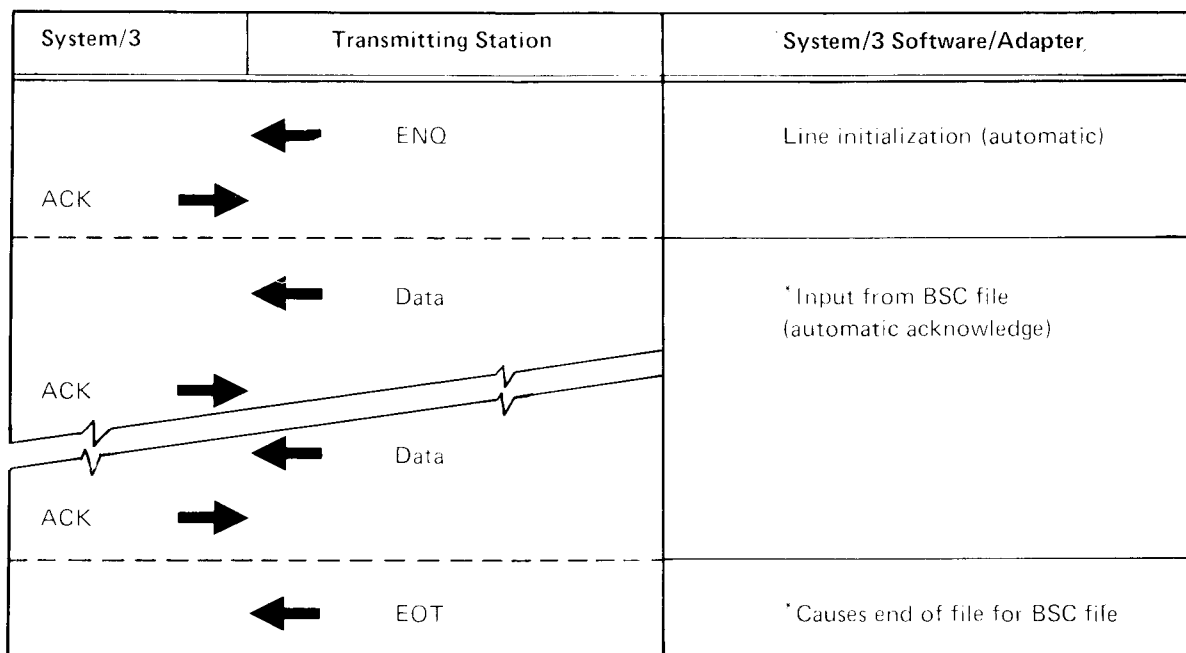 System/3 Transmitting Station System/3 Software/Adapter
ENQ Line initialization (automatic)
ACK
Data *Input from BSC file
(automatic acknowledge)
ACK
Data
ACK
EOT *Causes end of file for BSC file